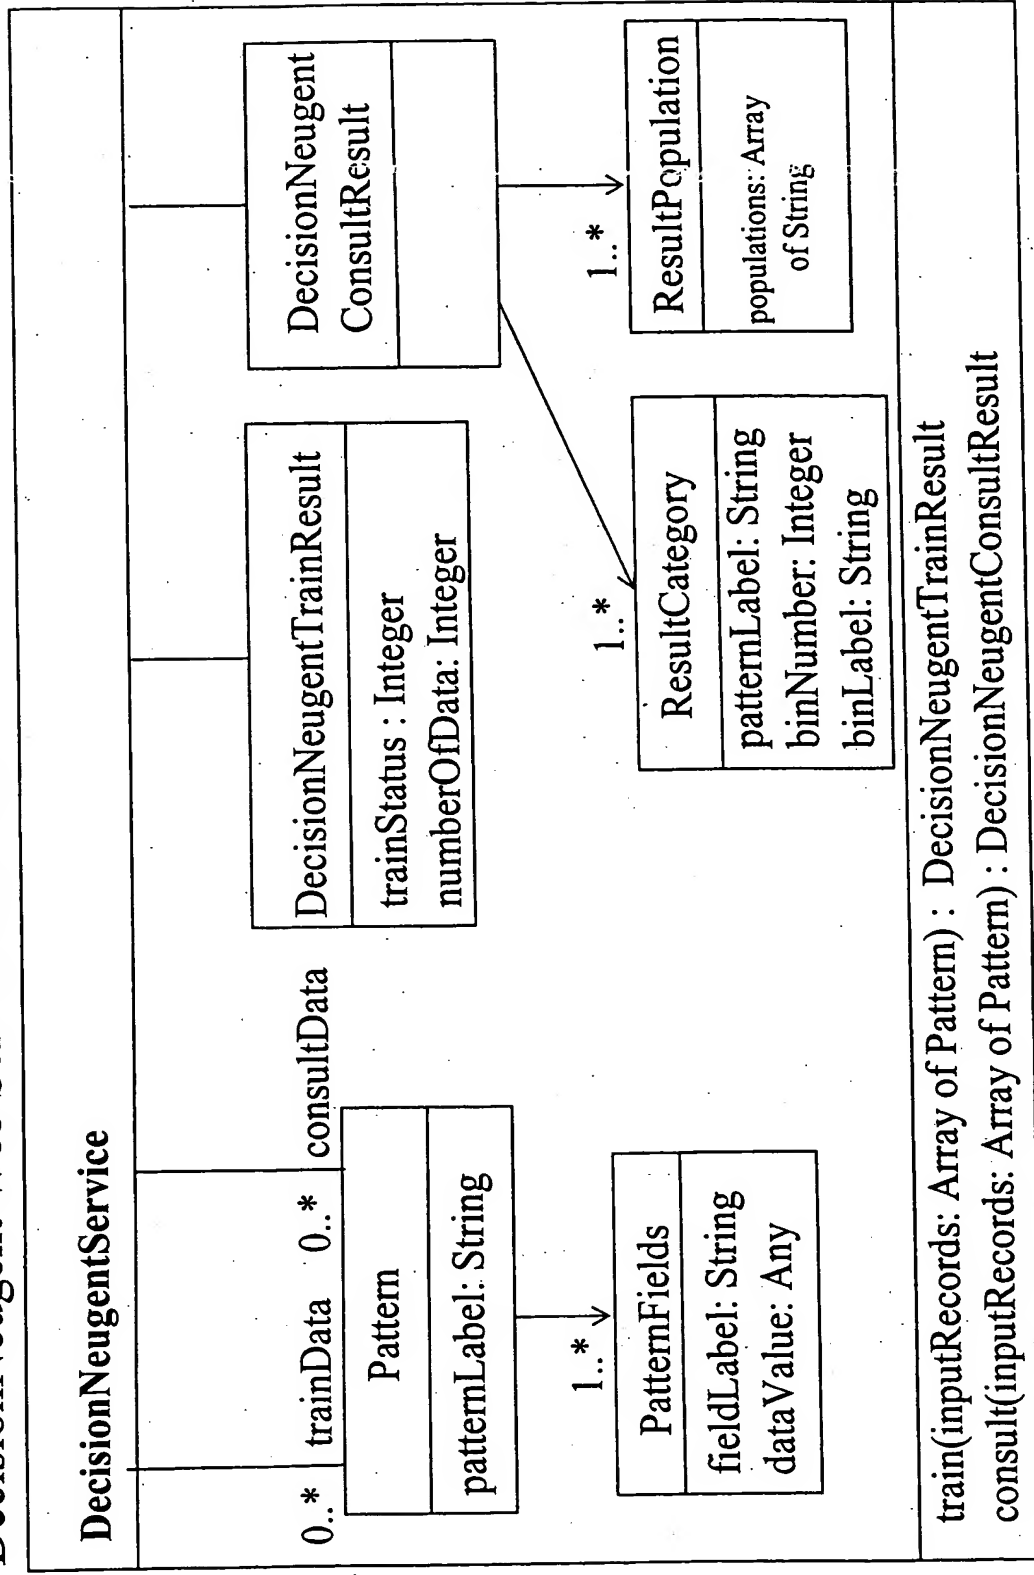 DecisionNeugentService
0..*
trainData
0..*
consultData
Pattern
patternLabel: String
1..*
PatternFields
fieldLabel: String
dataValue: Any
DecisionNeugentTrainResult
trainStatus : Integer
numberOfData: Integer
DecisionNeugent
ConsultResult
1..*
ResultCategory
patternLabel: String
binNumber: Integer
binLabel: String
1..*
ResultPopulation
populations: Array
of String
train(inputRecords: Array of Pattern) : DecisionNeugentTrainResult
consult(inputRecords: Array of Pattern) : DecisionNeugentConsultResult